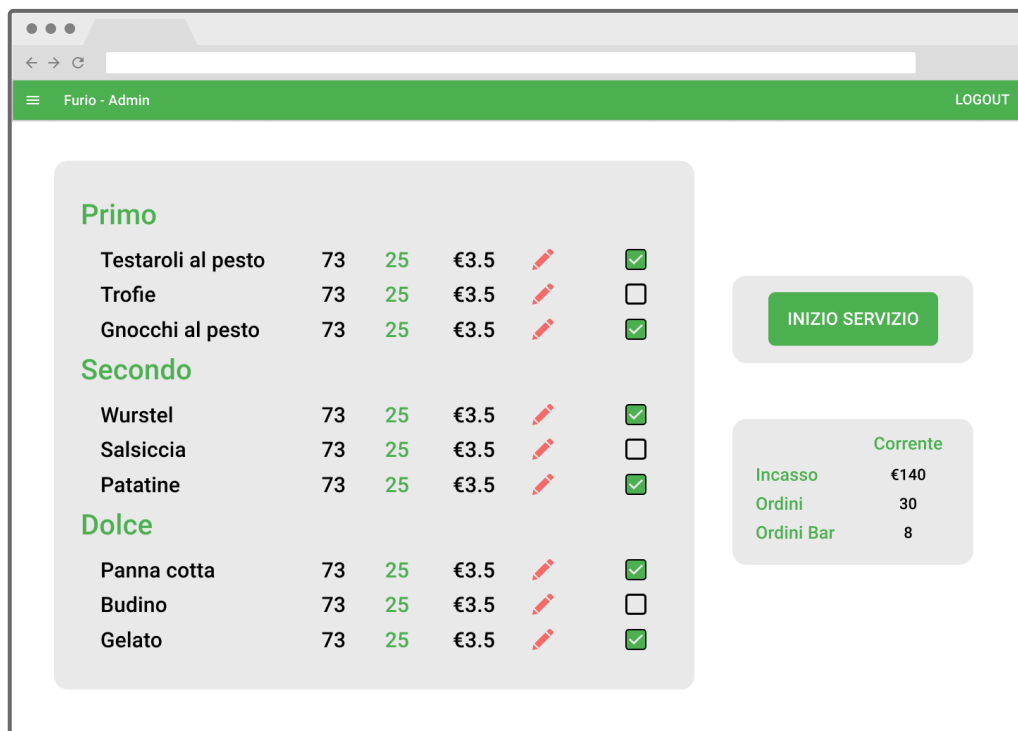 Furio - Admin LOGOUT
Primo
Testaroli al pesto 73 25 €3.5
Trofie 73 25 €3.5
Gnocchi al pesto 73 25 €3.5
Secondo
Wurstel 73 25 €3.5
Salsiccia 73 25 €3.5
Patatine 73 25 €3.5
Dolce
Panna cotta 73 25 €3.5
Budino 73 25 €3.5
Gelato 73 25 €3.5
INIZIO SERVIZIO
Corrente
Incasso €140
Ordini 30
Ordini Bar 8